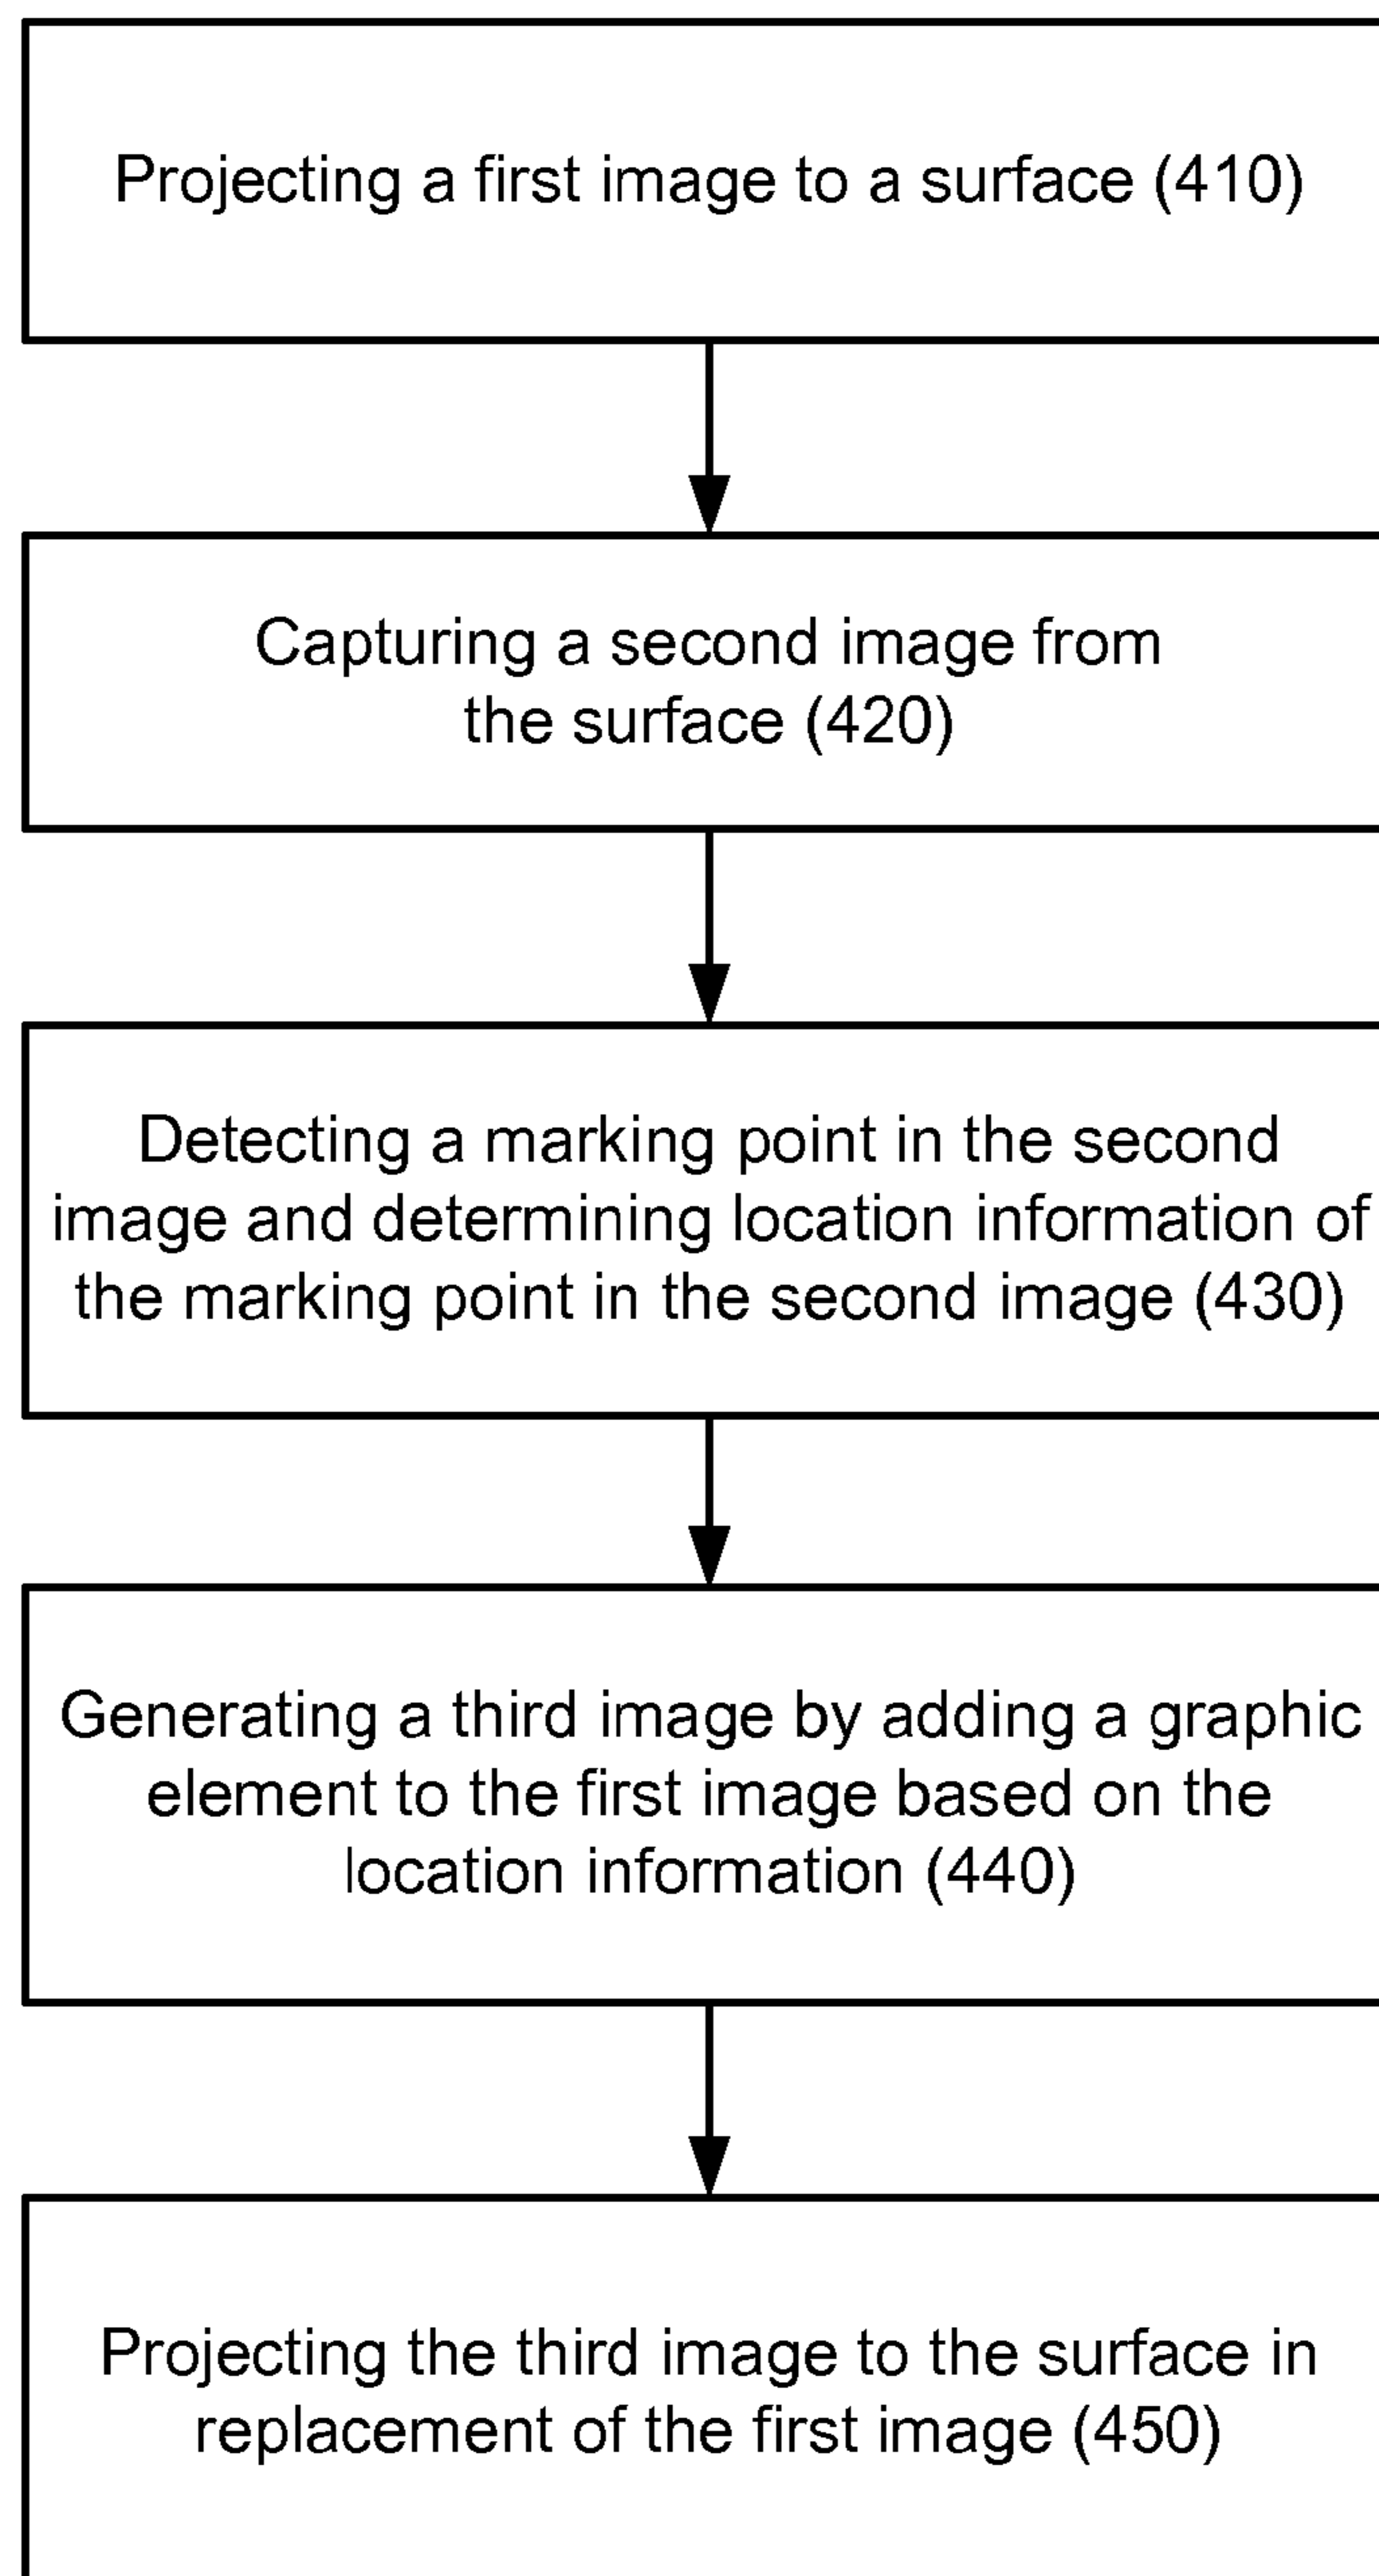 Projecting a first image to a surface (410)
Capturing a second image from
the surface (420)
Detecting a marking point in the second
image and determining location information of
the marking point in the second image (430)
Generating a third image by adding a graphic
element to the first image based on the
location information (440)
Projecting the third image to the surface in
replacement of the first image (450)